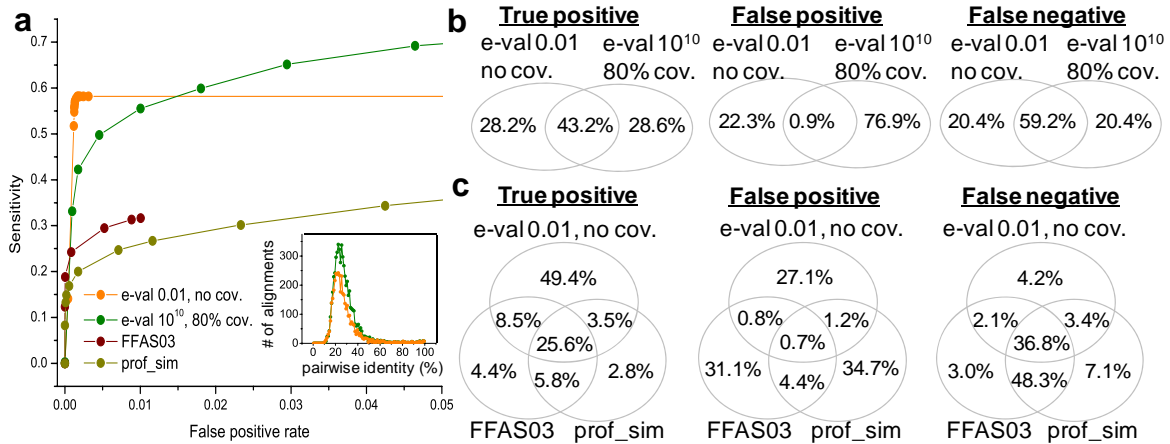 a
Sensitivity
0.7
0.6
0.5
0.4
0.3
0.2
0.1
0.0
0.00 0.01 0.02 0.03 0.04 0.05
False positive rate
e-val 0.01, no cov.
e-val 10¹⁰, 80% cov.
FFAS03
prof_sim
# of alignments
300
200
100
0
0 20 40 60 80 100
pairwise identity (%)
b
True positive
e-val 0.01 e-val 10¹⁰
no cov. 80% cov.
28.2% 43.2% 28.6%
False positive
e-val 0.01 e-val 10¹⁰
no cov. 80% cov.
22.3% 0.9% 76.9%
False negative
e-val 0.01 e-val 10¹⁰
no cov. 80% cov.
20.4% 59.2% 20.4%
c
True positive
e-val 0.01, no cov.
49.4%
8.5% 3.5%
25.6%
4.4% 5.8% 2.8%
FFAS03 prof_sim
False positive
e-val 0.01, no cov.
27.1%
0.8% 1.2%
0.7%
31.1% 4.4% 34.7%
FFAS03 prof_sim
False negative
e-val 0.01, no cov.
4.2%
2.1% 3.4%
36.8%
3.0% 48.3% 7.1%
FFAS03 prof_sim